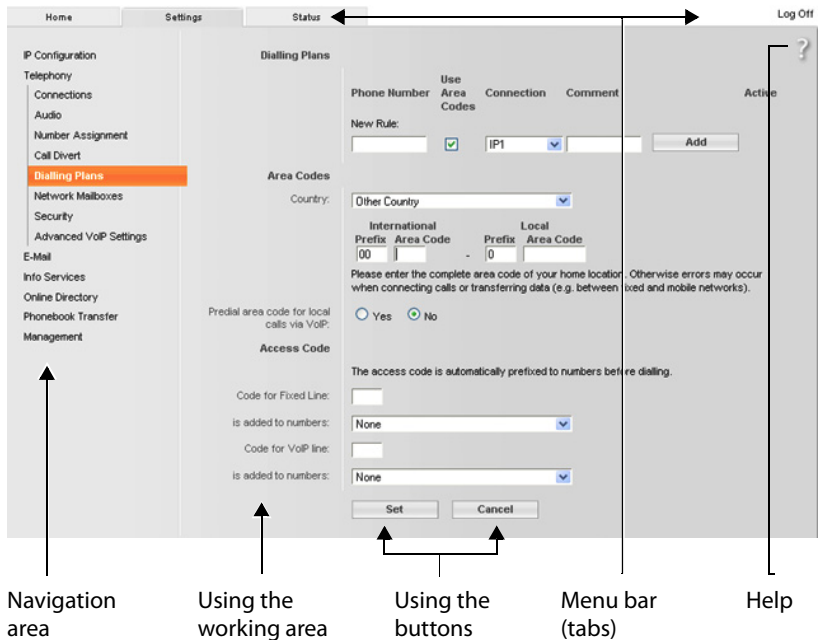 Home Settings Status Log Off
?
IP Configuration
Telephony
Connections
Audio
Number Assignment
Call Divert
Dialling Plans
Network Mailboxes
Security
Advanced VoIP Settings
E-Mail
Info Services
Online Directory
Phonebook Transfer
Management
Dialling Plans
Phone Number Use Area Codes Connection Comment Active
New Rule:
IP1 Add
Area Codes
Country: Other Country
International Local
Prefix Area Code Prefix Area Code
00 - 0
Please enter the complete area code of your home location. Otherwise errors may occur
when connecting calls or transferring data (e.g. between fixed and mobile networks).
Predial area code for local
calls via VoIP:
Yes No
Access Code
The access code is automatically prefixed to numbers before dialling.
Code for Fixed Line:
is added to numbers: None
Code for VoIP line:
is added to numbers: None
Set Cancel
Navigation
area
Using the
working area
Using the
buttons
Menu bar
(tabs)
Help